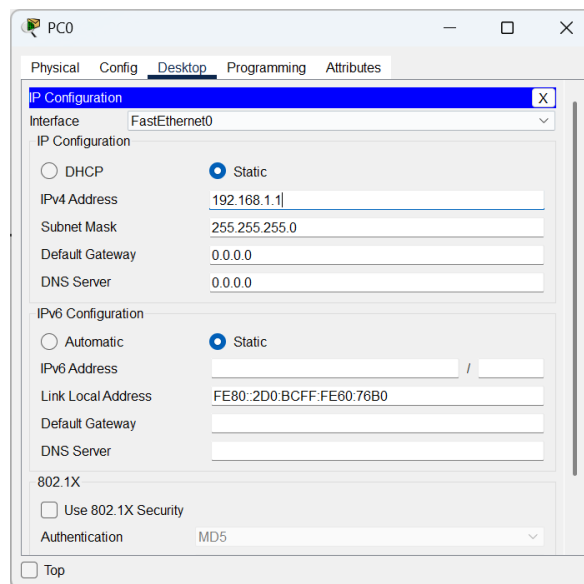 PC0
Physical Config Desktop Programming Attributes
IP Configuration X
Interface FastEthernet0
IP Configuration
DHCP Static
IPv4 Address 192.168.1.1
Subnet Mask 255.255.255.0
Default Gateway 0.0.0.0
DNS Server 0.0.0.0
IPv6 Configuration
Automatic Static
IPv6 Address /
Link Local Address FE80::2D0:BCFF:FE60:76B0
Default Gateway
DNS Server
802.1X
Use 802.1X Security
Authentication MD5
Top